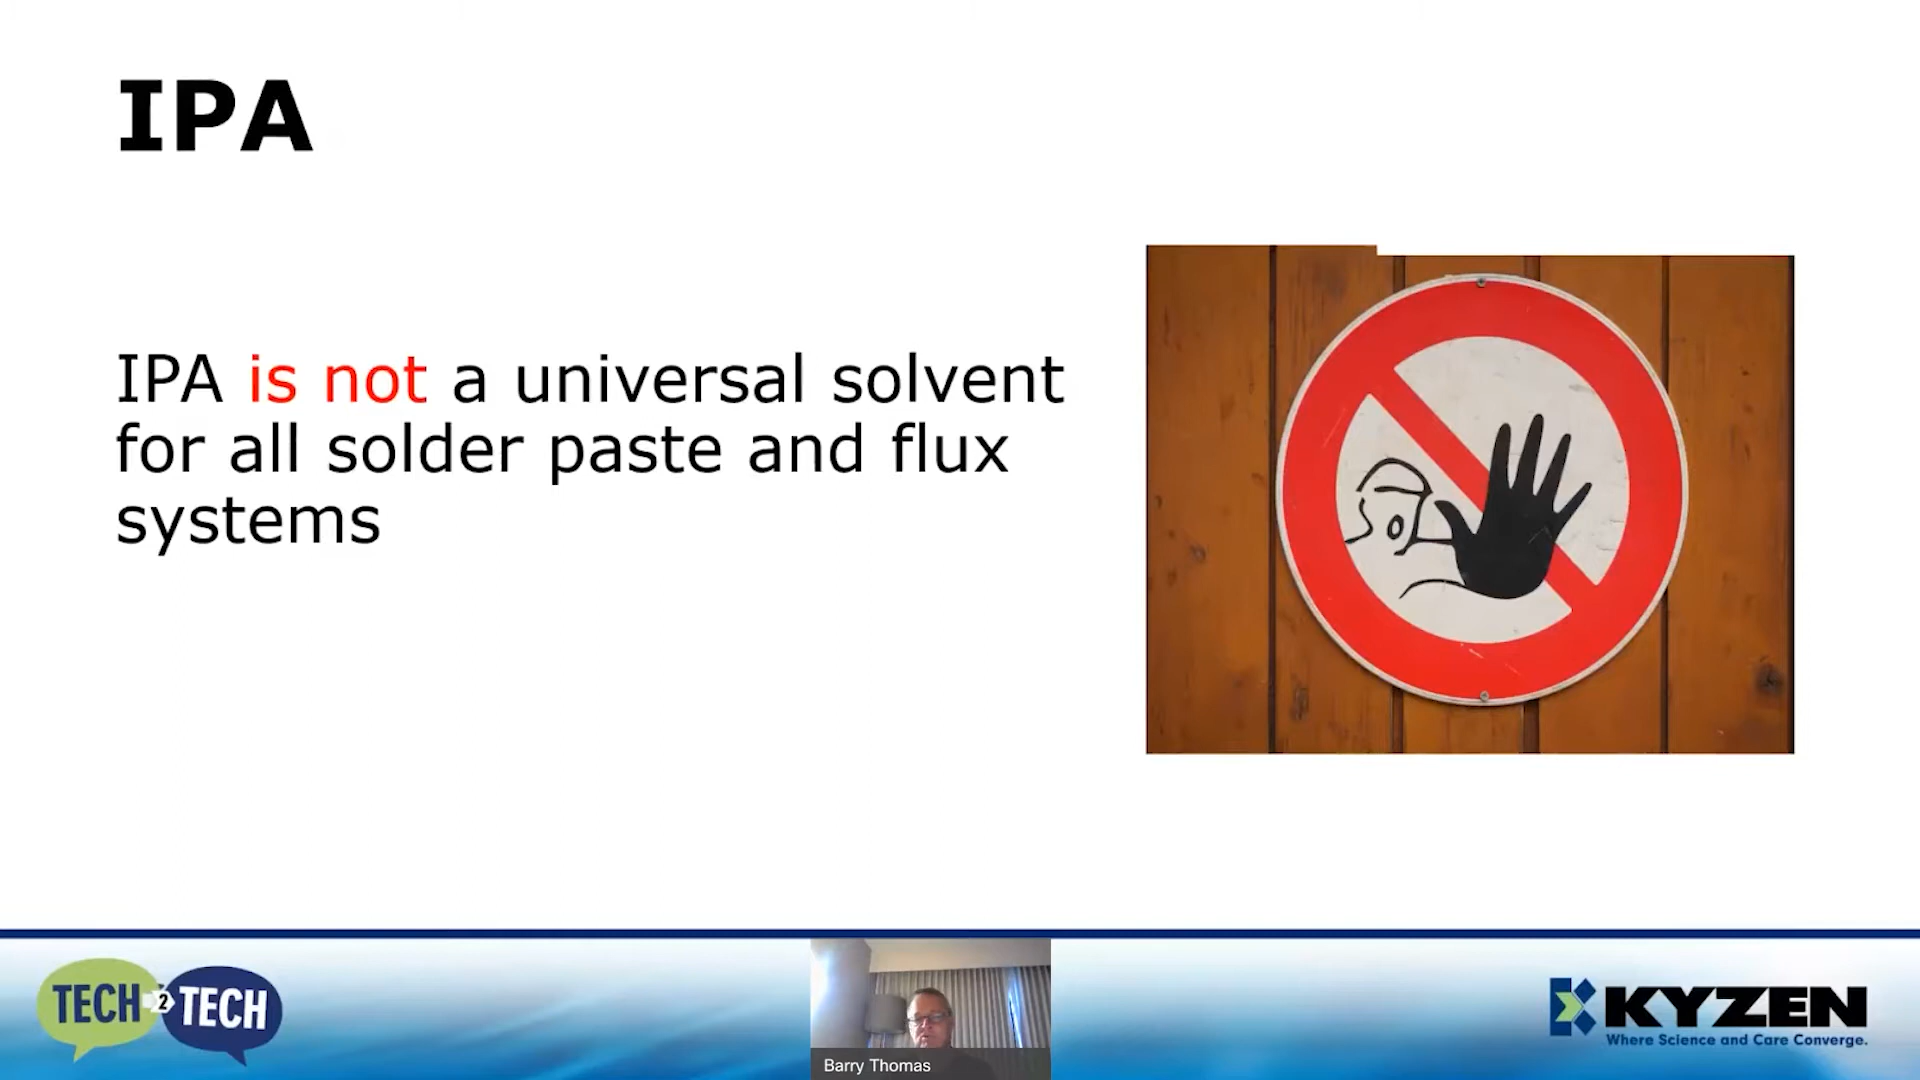 IPA
IPA is not a universal solvent
for all solder paste and flux
systems
TECH 2 TECH
Barry Thomas
KYZEN
Where Science and Care Converge.